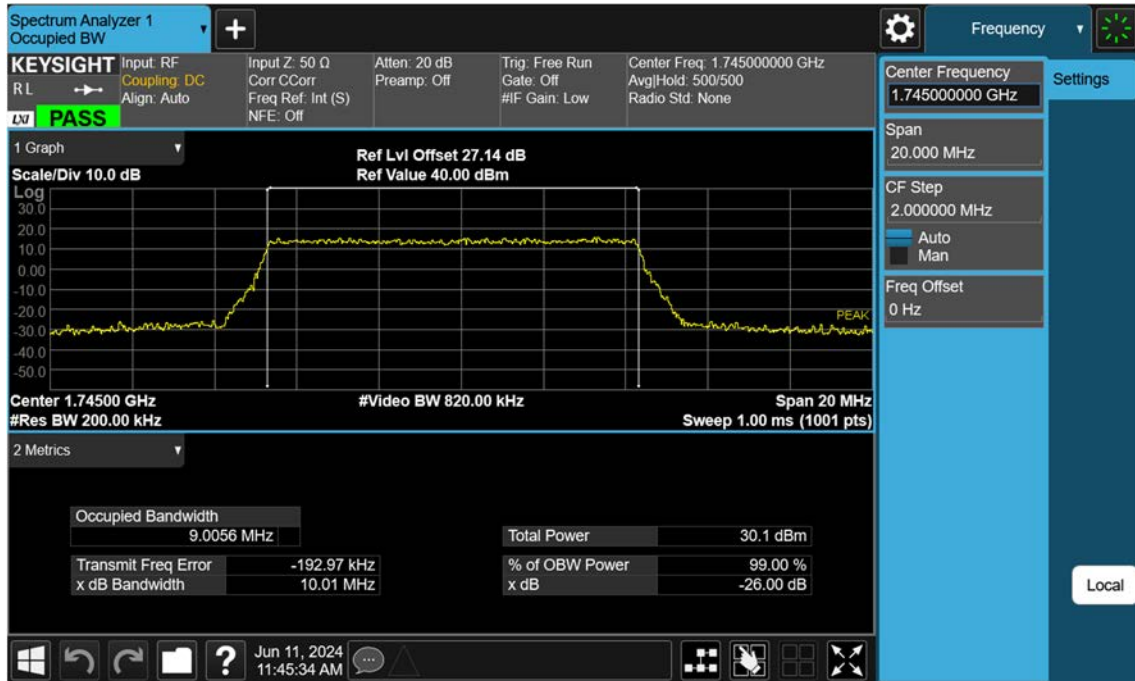 Spectrum Analyzer 1
Occupied BW
+
Frequency
KEYSIGHT
R L
LXI
PASS
Input: RF
Coupling: DC
Align: Auto
Input Z: 50 Ω
Corr CCorr
Freq Ref: Int (S)
NFE: Off
Atten: 20 dB
Preamp: Off
Trig: Free Run
Gate: Off
#IF Gain: Low
Center Freq: 1.745000000 GHz
Avg|Hold: 500/500
Radio Std: None
Center Frequency
1.745000000 GHz
Settings
Span
20.000 MHz
CF Step
2.000000 MHz
Auto
Man
Freq Offset
0 Hz
1 Graph
Scale/Div 10.0 dB
Ref Lvl Offset 27.14 dB
Ref Value 40.00 dBm
Log
30.0
20.0
10.0
0.00
-10.0
-20.0
-30.0
-40.0
-50.0
PEAK
Center 1.74500 GHz
#Video BW 820.00 kHz
Span 20 MHz
#Res BW 200.00 kHz
Sweep 1.00 ms (1001 pts)
2 Metrics
Occupied Bandwidth
9.0056 MHz
Total Power 30.1 dBm
Transmit Freq Error -192.97 kHz
% of OBW Power 99.00 %
x dB Bandwidth 10.01 MHz
x dB -26.00 dB
Local
?
Jun 11, 2024
11:45:34 AM